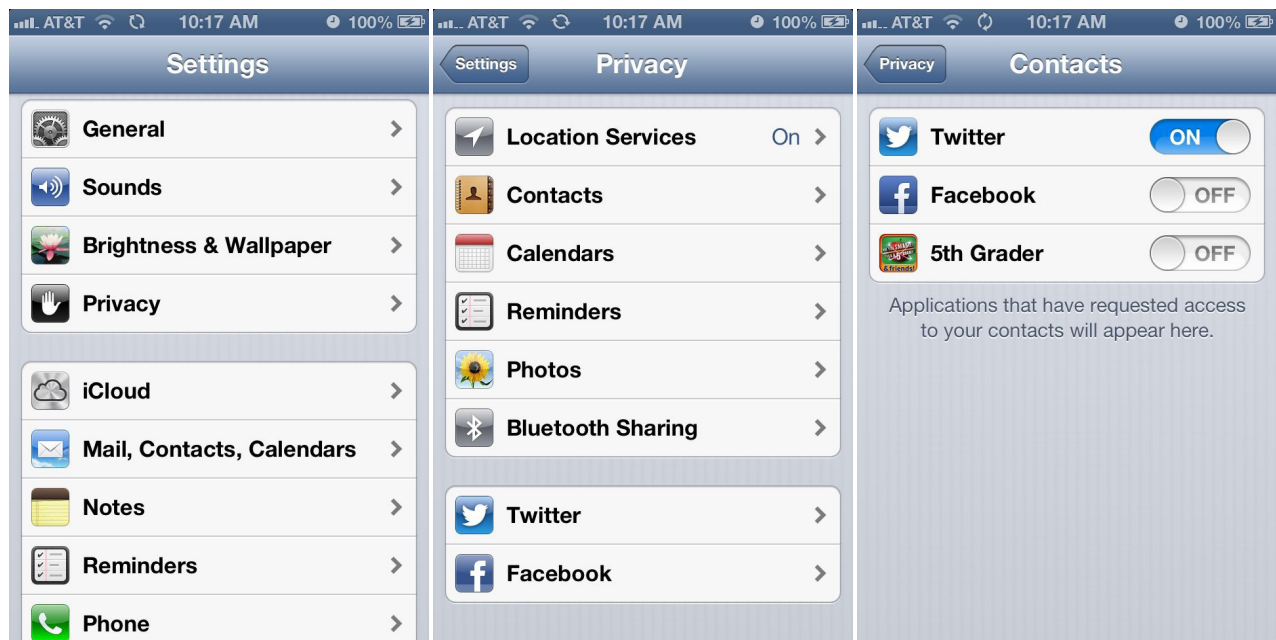 AT&T 10:17 AM 100%
Settings
General
Sounds
Brightness & Wallpaper
Privacy
iCloud
Mail, Contacts, Calendars
Notes
Reminders
Phone
AT&T 10:17 AM 100%
Settings Privacy
Location Services On
Contacts
Calendars
Reminders
Photos
Bluetooth Sharing
Twitter
Facebook
AT&T 10:17 AM 100%
Privacy Contacts
Twitter ON
Facebook OFF
5th Grader OFF
& friends!
Applications that have requested access
to your contacts will appear here.